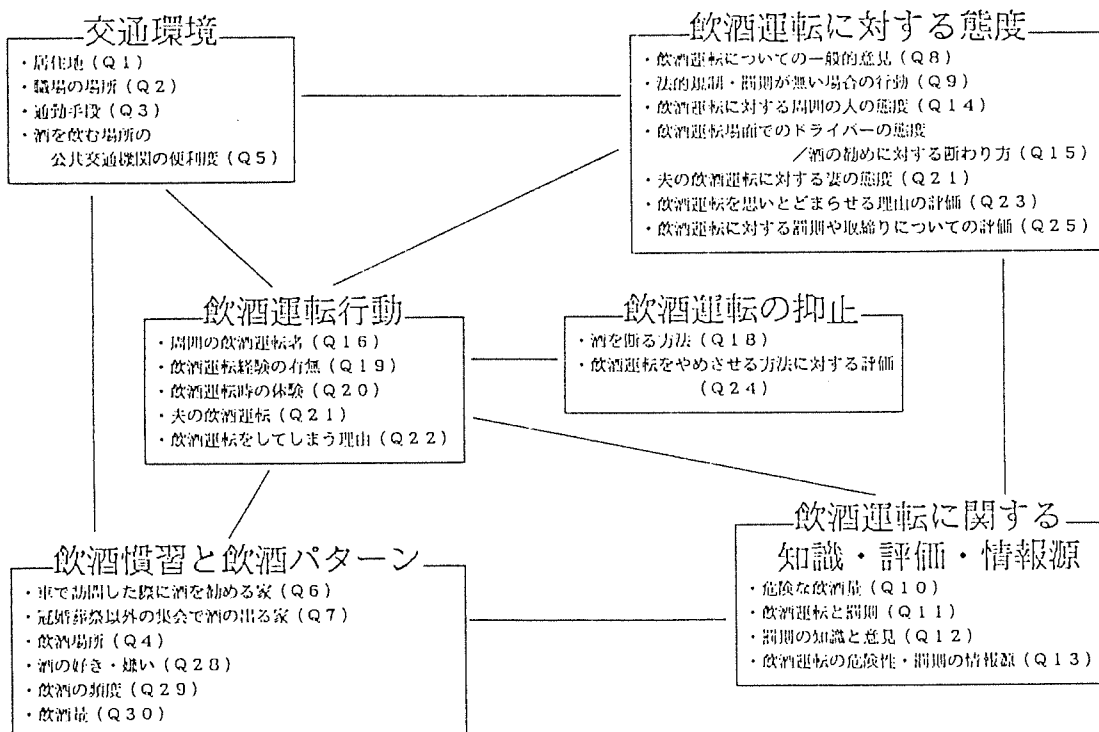 交通環境
・居住地（Q1）
・職場の場所（Q2）
・通勤手段（Q3）
・酒を飲む場所の
公共交通機関の便利度（Q5）
飲酒運転に対する態度
・飲酒運転についての一般的意見（Q8）
・法的規制・罰則が無い場合の行動（Q9）
・飲酒運転に対する周囲の人の態度（Q14）
・飲酒運転場面でのドライバーの態度
／酒の勧めに対する断わり方（Q15）
・夫の飲酒運転に対する妻の態度（Q21）
・飲酒運転を思いとどまらせる理由の評価（Q23）
・飲酒運転に対する罰則や取締りについての評価（Q25）
飲酒運転行動
・周囲の飲酒運転者（Q16）
・飲酒運転経験の有無（Q19）
・飲酒運転時の体験（Q20）
・夫の飲酒運転（Q21）
・飲酒運転をしてしまう理由（Q22）
飲酒運転の抑止
・酒を断る方法（Q18）
・飲酒運転をやめさせる方法に対する評価
（Q24）
飲酒慣習と飲酒パターン
・車で訪問した際に酒を勧める家（Q6）
・冠婚葬祭以外の集会で酒の出る家（Q7）
・飲酒場所（Q4）
・酒の好き・嫌い（Q28）
・飲酒の頻度（Q29）
・飲酒量（Q30）
飲酒運転に関する
知識・評価・情報源
・危険な飲酒量（Q10）
・飲酒運転と罰則（Q11）
・罰則の知識と意見（Q12）
・飲酒運転の危険性・罰則の情報源（Q13）